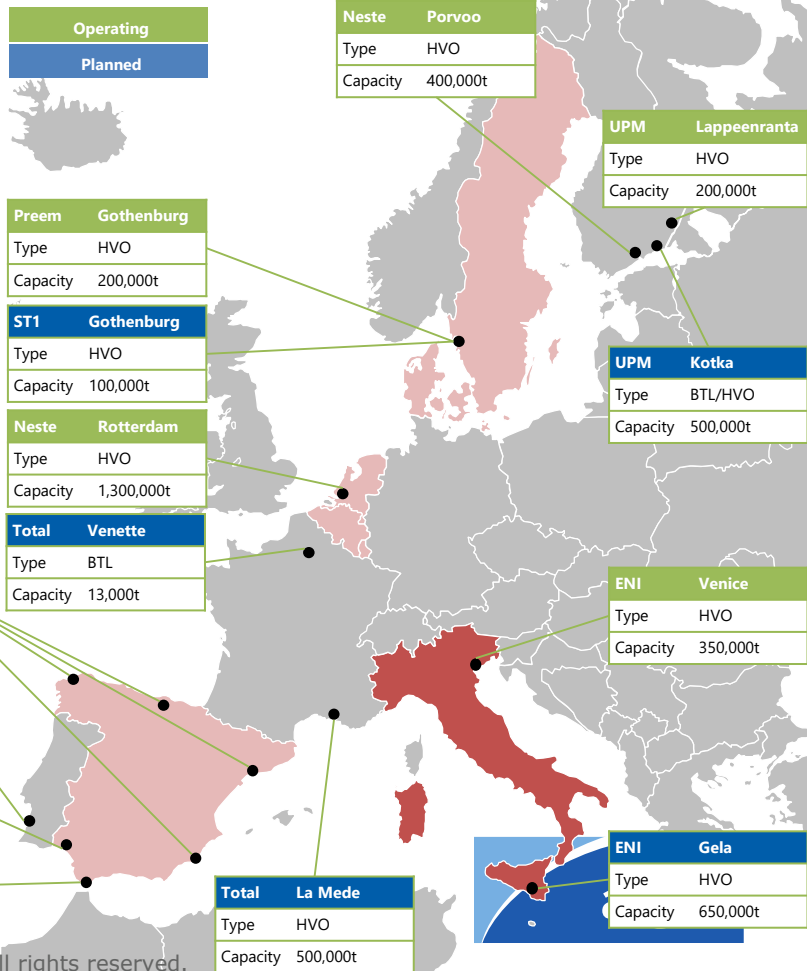 Operating
Planned
Neste Porvoo
Type HVO
Capacity 400,000t
UPM Lappeenranta
Type HVO
Capacity 200,000t
Preem Gothenburg
Type HVO
Capacity 200,000t
ST1 Gothenburg
Type HVO
Capacity 100,000t
UPM Kotka
Type BTL/HVO
Capacity 500,000t
Neste Rotterdam
Type HVO
Capacity 1,300,000t
Total Venette
Type BTL
Capacity 13,000t
ENI Venice
Type HVO
Capacity 350,000t
ENI Gela
Type HVO
Capacity 650,000t
Total La Mede
Type HVO
Capacity 500,000t
ll rights reserved.